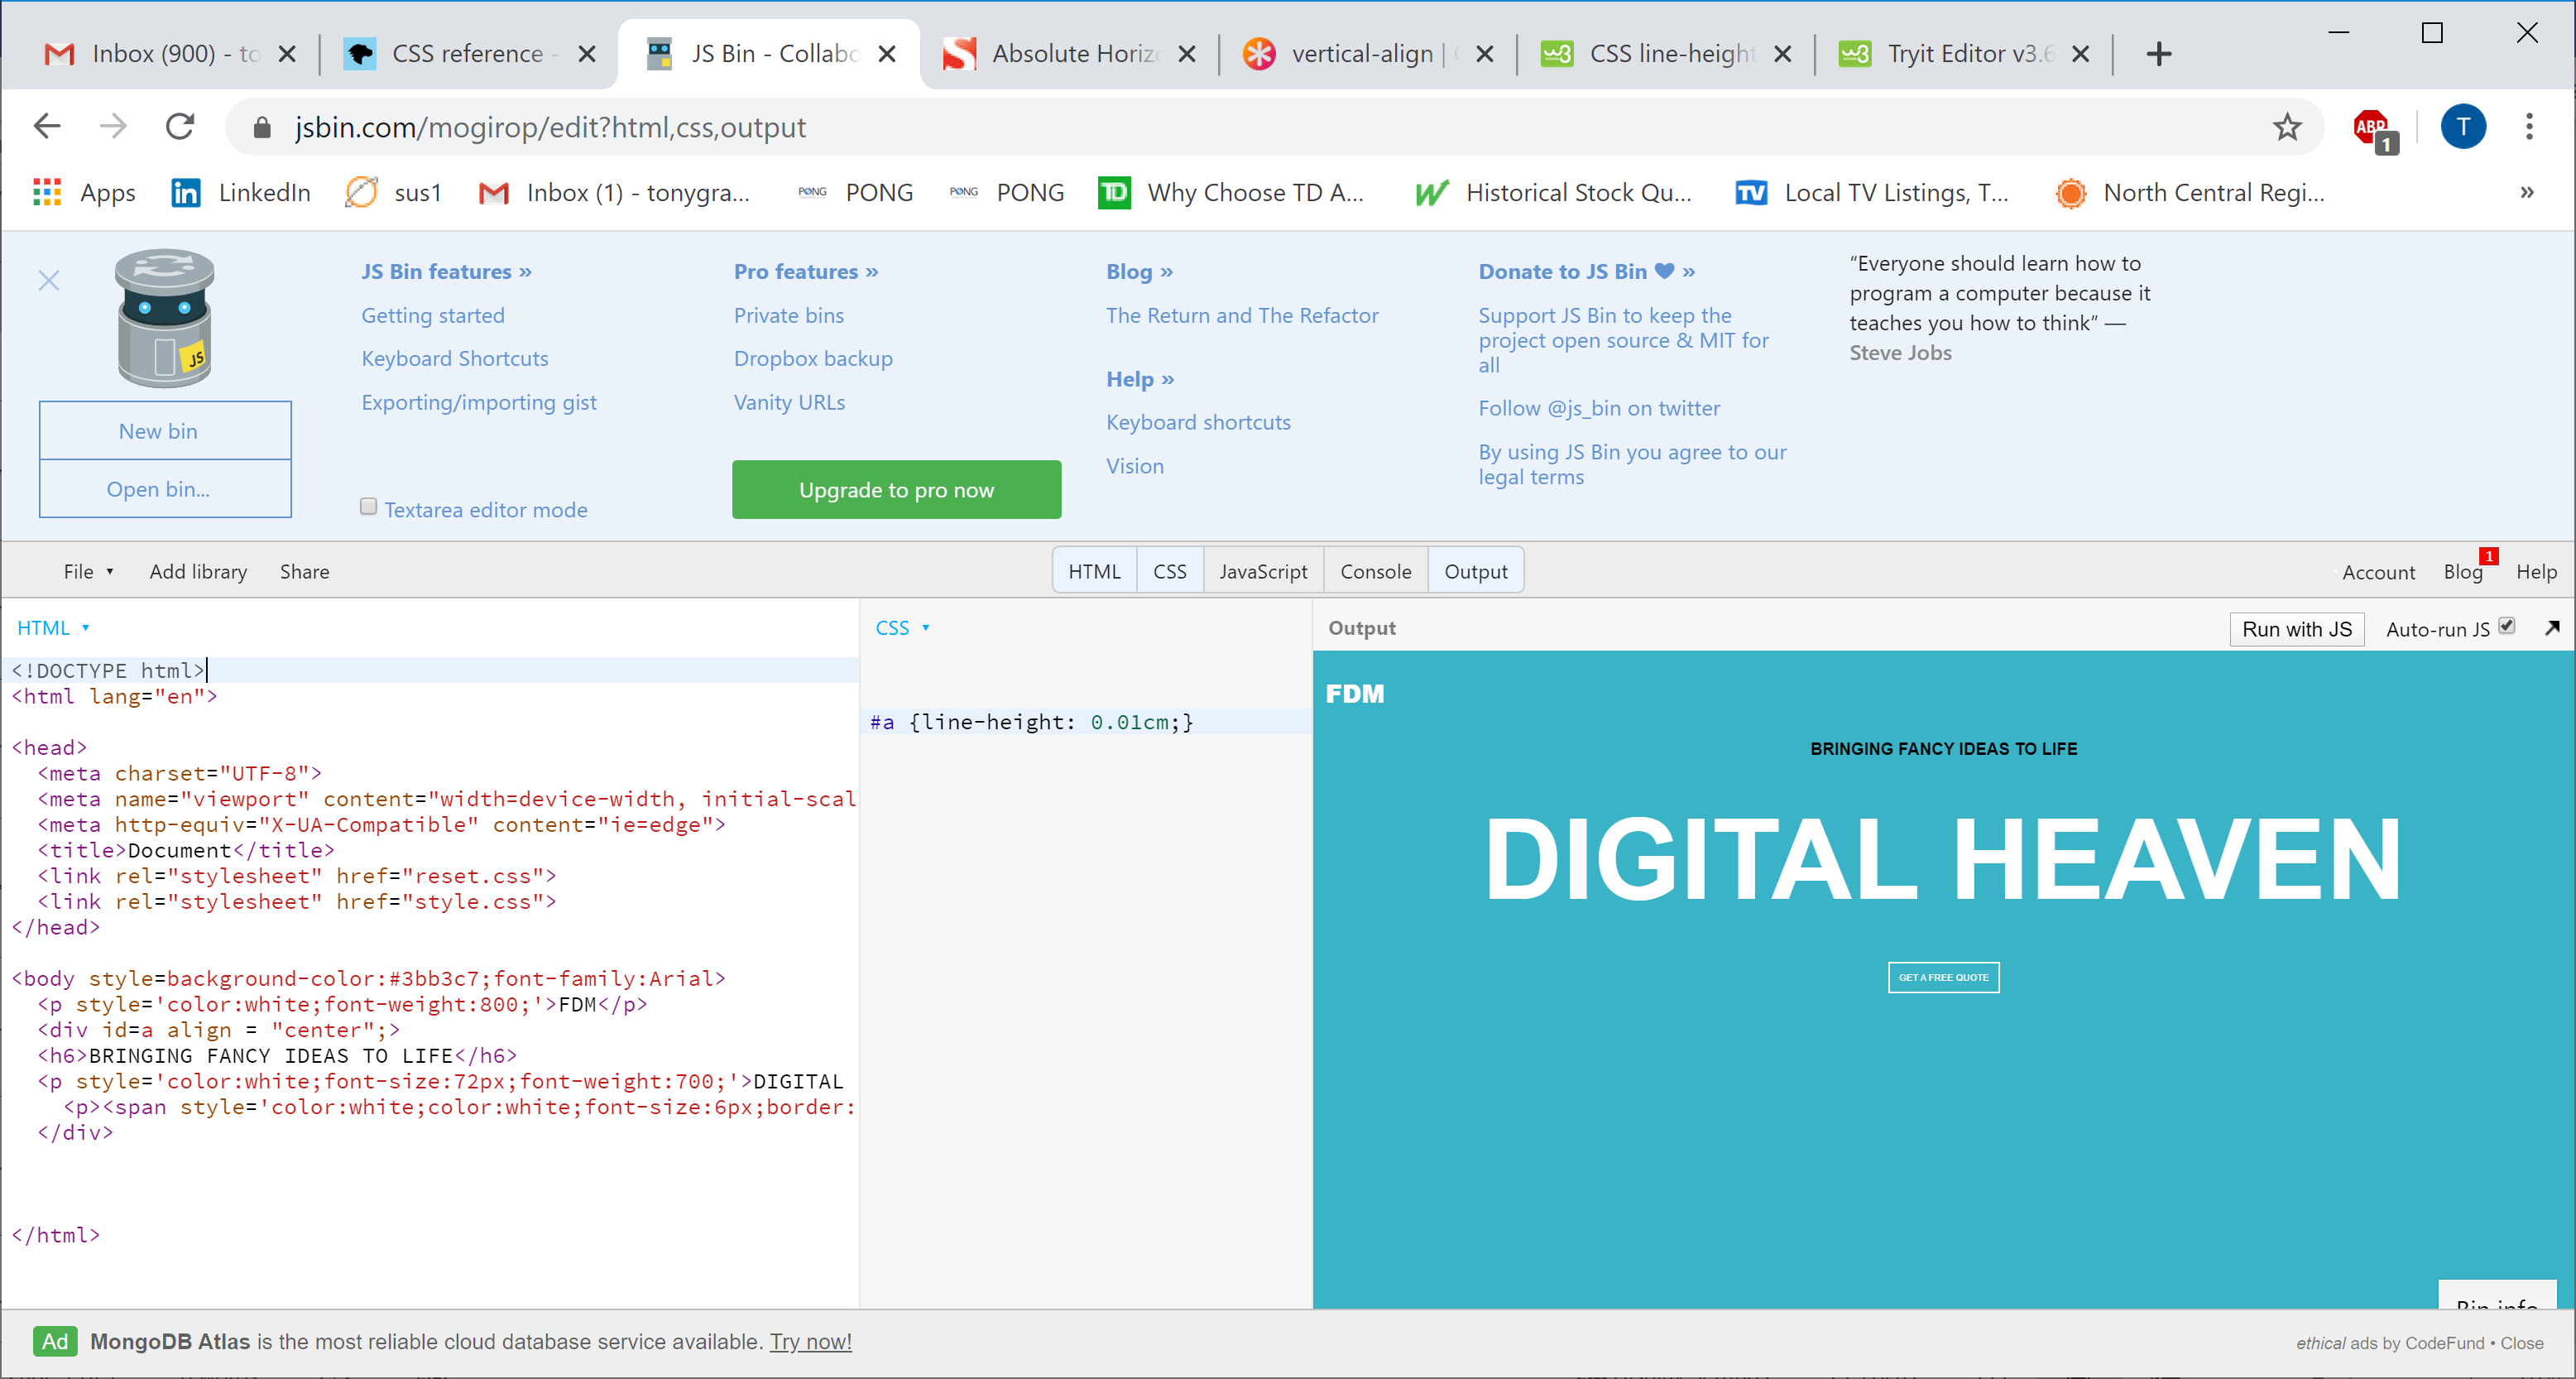 Inbox (900) - to
CSS reference -
JS Bin - Collabo
Absolute Horizo
vertical-align |
CSS line-height
Tryit Editor v3.6
jsbin.com/mogirop/edit?html,css,output
ABP
1
T
Apps
LinkedIn
sus1
Inbox (1) - tonygra...
PONG
PONG
PONG
PONG
TD
Why Choose TD A...
Historical Stock Qu...
TV
Local TV Listings, T...
North Central Regi...
»
JS
New bin
Open bin...
JS Bin features »
Getting started
Keyboard Shortcuts
Exporting/importing gist
Textarea editor mode
Pro features »
Private bins
Dropbox backup
Vanity URLs
Upgrade to pro now
Blog »
The Return and The Refactor
Help »
Keyboard shortcuts
Vision
Donate to JS Bin ♥ »
Support JS Bin to keep the
project open source & MIT for
all
Follow @js_bin on twitter
By using JS Bin you agree to our
legal terms
“Everyone should learn how to
program a computer because it
teaches you how to think” —
Steve Jobs
File ▾ Add library Share
HTML CSS JavaScript Console Output
Account Blog 1 Help
HTML ▾
<!DOCTYPE html>
<html lang="en">
<head>
<meta charset="UTF-8">
<meta name="viewport" content="width=device-width, initial-scal
<meta http-equiv="X-UA-Compatible" content="ie=edge">
<title>Document</title>
<link rel="stylesheet" href="reset.css">
<link rel="stylesheet" href="style.css">
</head>
<body style=background-color:#3bb3c7;font-family:Arial>
<p style='color:white;font-weight:800;'>FDM</p>
<div id=a align = "center";>
<h6>BRINGING FANCY IDEAS TO LIFE</h6>
<p style='color:white;font-size:72px;font-weight:700;'>DIGITAL
<p><span style='color:white;color:white;font-size:6px;border:
</div>
</html>
CSS ▾
#a {line-height: 0.01cm;}
Output
Run with JS
Auto-run JS
FDM
BRINGING FANCY IDEAS TO LIFE
DIGITAL HEAVEN
GET A FREE QUOTE
Bin info
Ad MongoDB Atlas is the most reliable cloud database service available. Try now!
ethical ads by CodeFund • Close